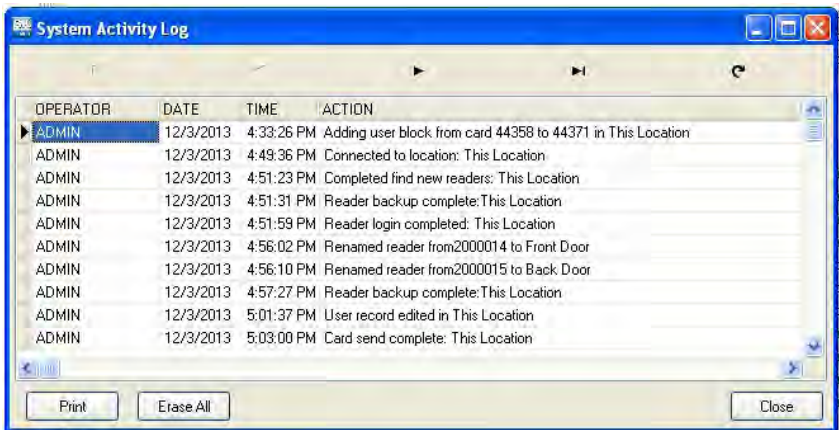 System Activity Log
OPERATOR DATE TIME ACTION
ADMIN 12/3/2013 4:33:26 PM Adding user block from card 44358 to 44371 in This Location
ADMIN 12/3/2013 4:49:36 PM Connected to location: This Location
ADMIN 12/3/2013 4:51:23 PM Completed find new readers: This Location
ADMIN 12/3/2013 4:51:31 PM Reader backup complete:This Location
ADMIN 12/3/2013 4:51:59 PM Reader login completed: This Location
ADMIN 12/3/2013 4:56:02 PM Renamed reader from2000014 to Front Door
ADMIN 12/3/2013 4:56:10 PM Renamed reader from2000015 to Back Door
ADMIN 12/3/2013 4:57:27 PM Reader backup complete:This Location
ADMIN 12/3/2013 5:01:37 PM User record edited in This Location
ADMIN 12/3/2013 5:03:00 PM Card send complete: This Location
Print Erase All Close